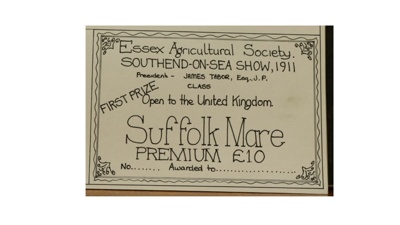 Essex Agricultural Society.
SOUTHEND-ON-SEA SHOW, 1911
President - JAMES TABOR, Esq., J.P.
CLASS
FIRST PRIZE
Open to the United Kingdom.
Suffolk Mare
PREMIUM £10
No........ Awarded to....................